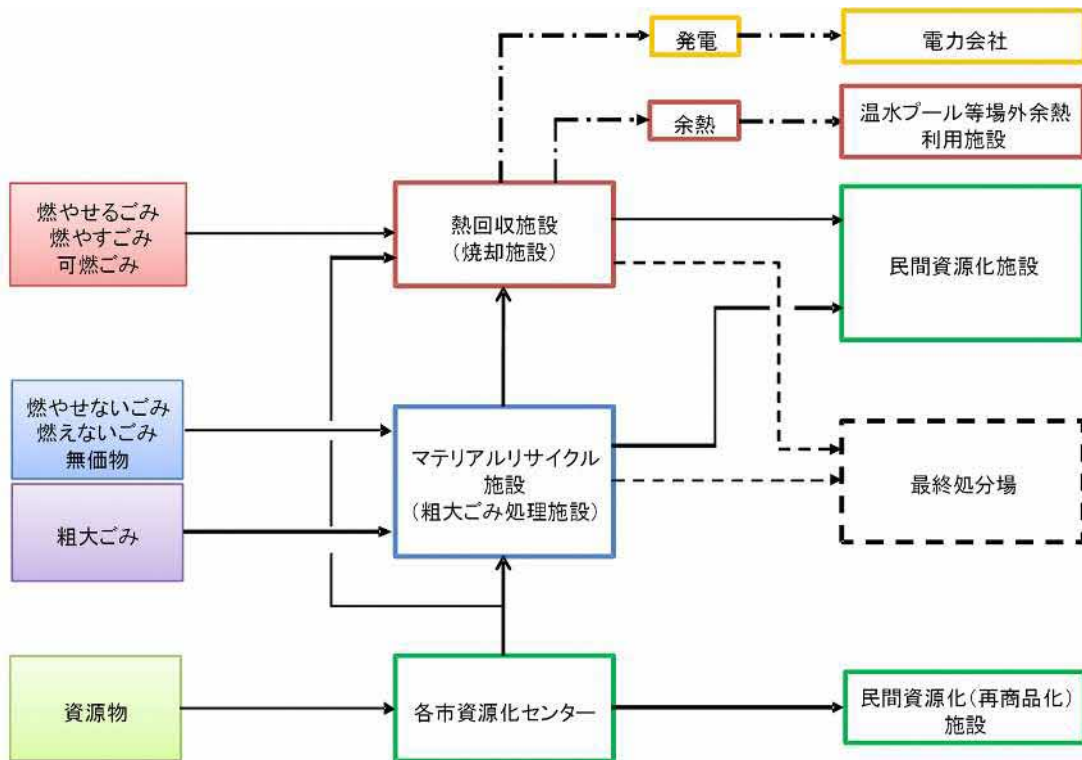 発電
電力会社
余熱
温水プール等場外余熱
利用施設
燃やせるごみ
燃やすごみ
可燃ごみ
熱回収施設
(焼却施設)
民間資源化施設
燃やせないごみ
燃えないごみ
無価物
マテリアルリサイクル
施設
(粗大ごみ処理施設)
最終処分場
粗大ごみ
資源物
各市資源化センター
民間資源化(再商品化)
施設